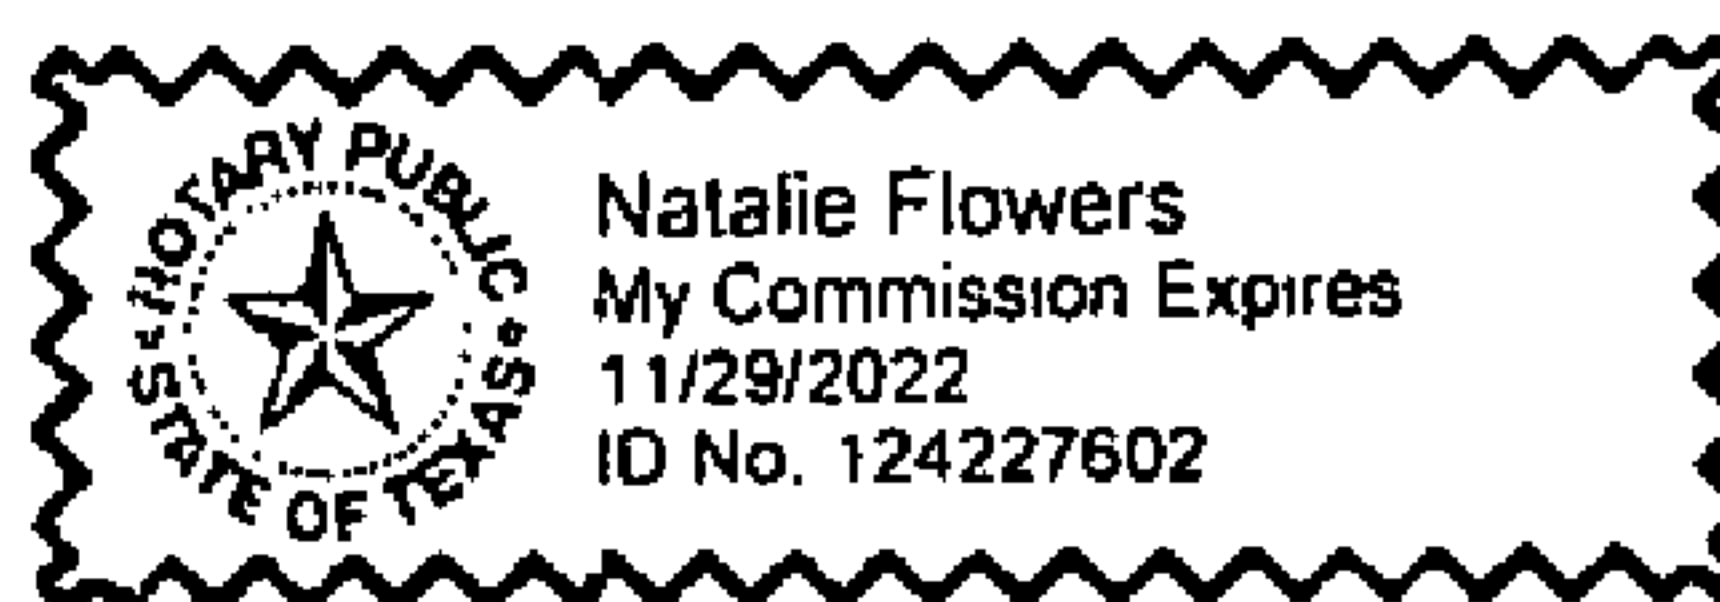 NOTARY PUBLIC
STATE OF TEXAS
Natalie Flowers
My Commission Expires
11/29/2022
ID No. 124227602